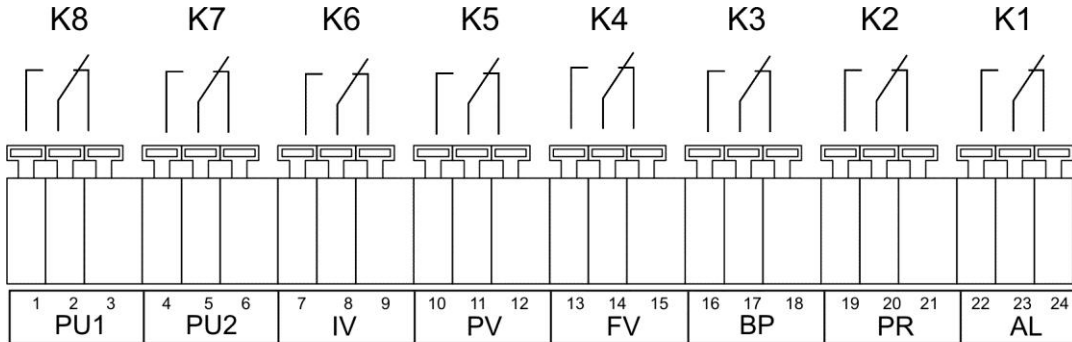 K8 K7 K6 K5 K4 K3 K2 K1
1 2 3 4 5 6 7 8 9 10 11 12 13 14 15 16 17 18 19 20 21 22 23 24
PU1 PU2 IV PV FV BP PR AL